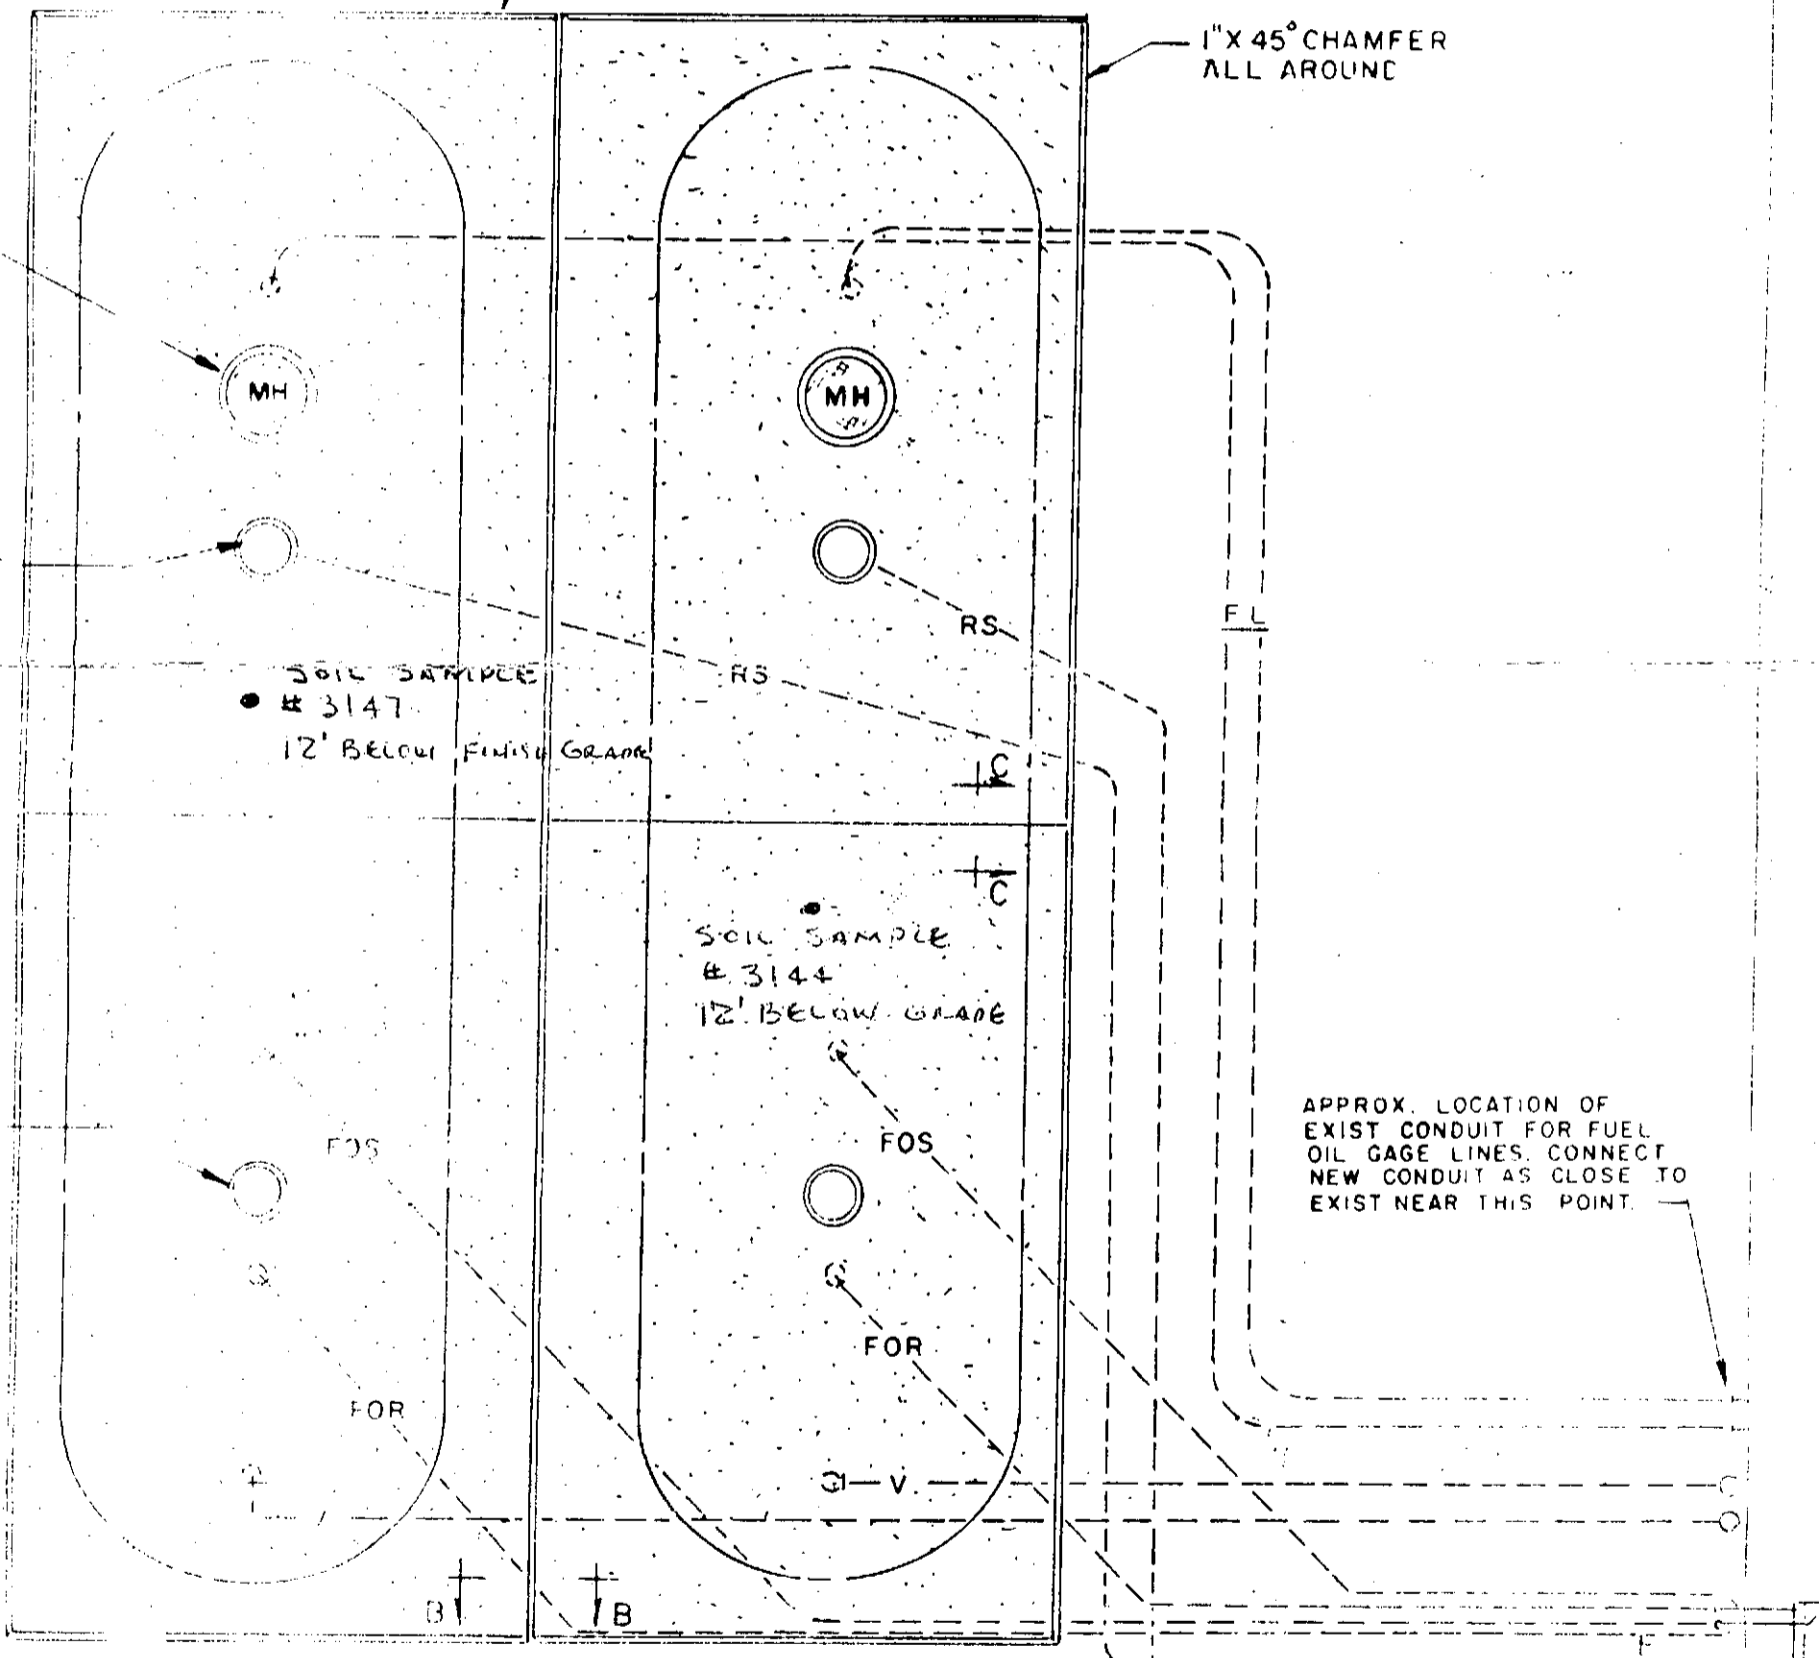 1"X 45° CHAMFER
ALL AROUND
MH
MH
RS
RS
FL
SOIL SAMPLE
# 3147
12' BELOW FINISH GRADE
C
C
SOIL SAMPLE
# 3144
12' BELOW GRADE
FOS
FOS
APPROX. LOCATION OF
EXIST CONDUIT FOR FUEL
OIL GAGE LINES. CONNECT
NEW CONDUIT AS CLOSE TO
EXIST NEAR THIS POINT.
FOR
FOR
V
B
B
F